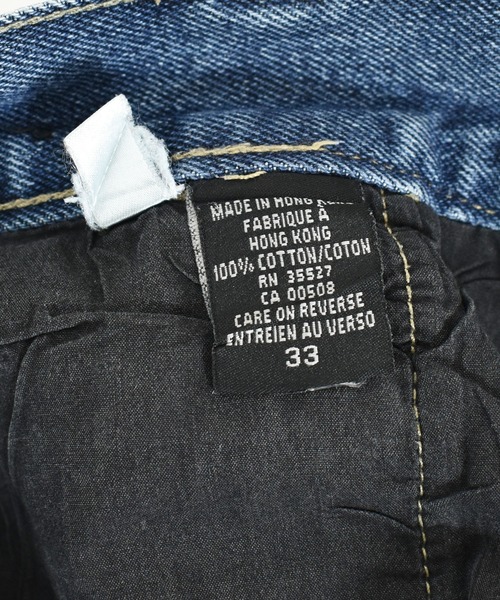 MADE IN HONG KONG
FABRIQUE À
HONG KONG
100% COTTON/COTON
RN 35527
CA 00508
CARE ON REVERSE
ENTREIEN AU VERSO
33